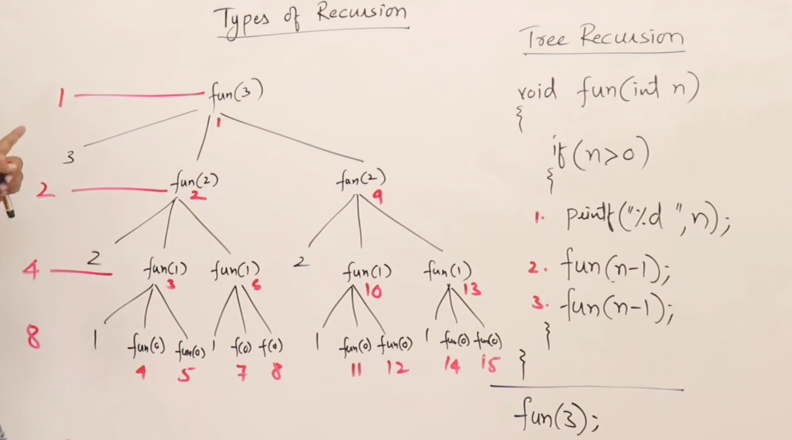 Types of Recursion
1 fun(3)
1
3
2 fun(2) fun(2)
2 9
4 2 fun(1) fun(1) 2 fun(1) fun(1)
3 6 10 13
8 1 fun(0) fun(0) 1 f(0) f(0) 1 fun(0) fun(0) 1 fun(0) fun(0)
4 5 7 8 11 12 14 15
Tree Recursion
void fun(int n)
{
if(n>0)
{
1. printf("%d ",n);
2. fun(n-1);
3. fun(n-1);
}
}
fun(3);